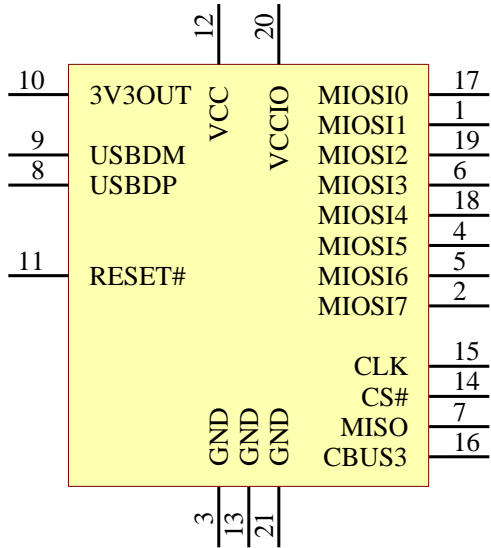 12 20
10 3V3OUT VCC VCCIO MIOSI0 17
MIOSI1 1
9 USBDM MIOSI2 19
8 USBDP MIOSI3 6
MIOSI4 18
MIOSI5 4
11 RESET# MIOSI6 5
MIOSI7 2
CLK 15
CS# 14
GND GND GND MISO 7
CBUS3 16
3 13 21